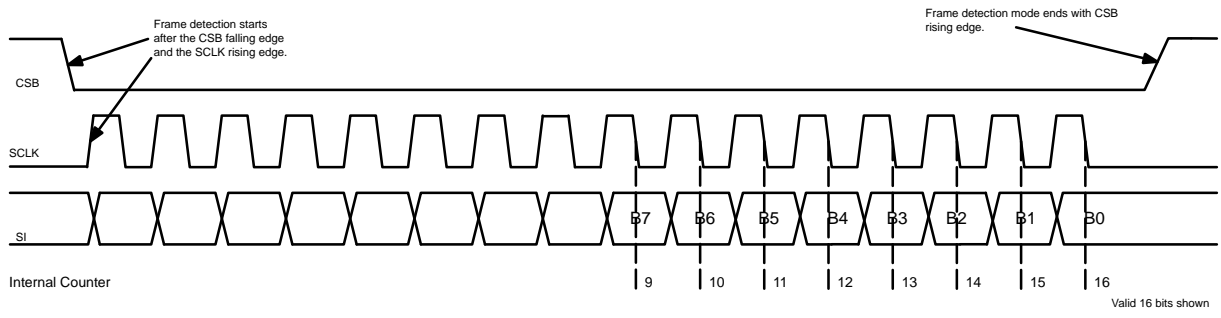 Frame detection starts
after the CSB falling edge
and the SCLK rising edge.
Frame detection mode ends with CSB
rising edge.
CSB
SCLK
SI
B7 B6 B5 B4 B3 B2 B1 B0
Internal Counter
9 10 11 12 13 14 15 16
Valid 16 bits shown